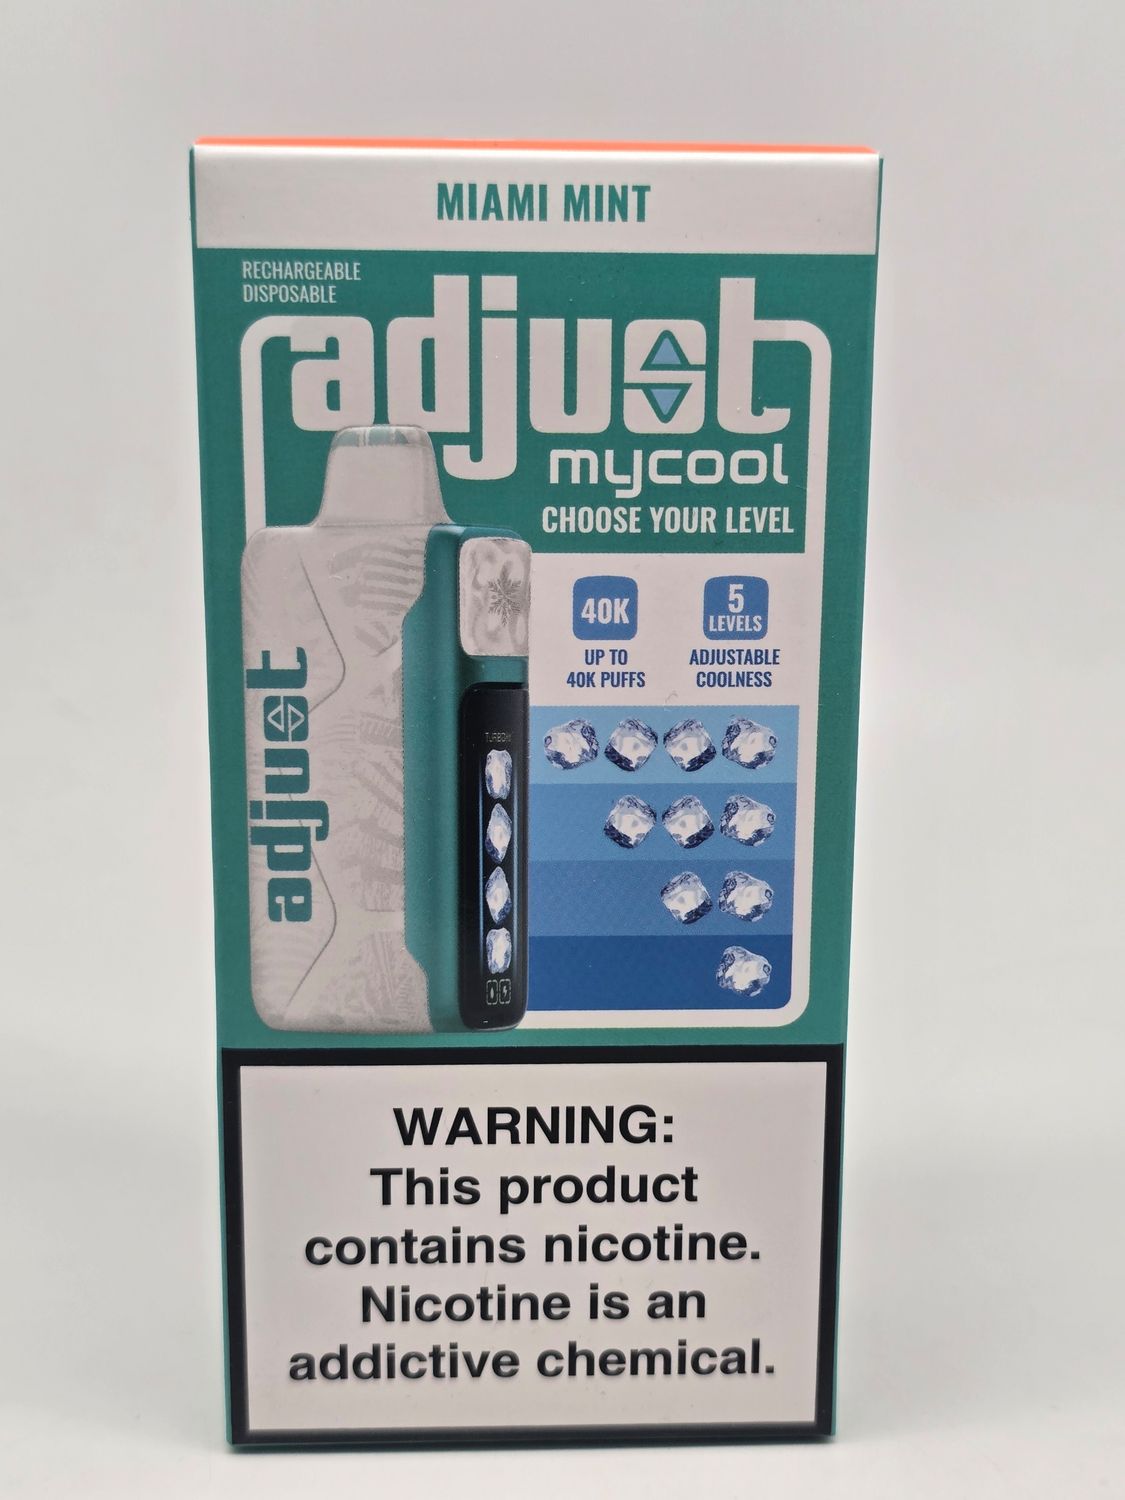 MIAMI MINT
RECHARGEABLE
DISPOSABLE
adjust
mycool
CHOOSE YOUR LEVEL
40K
UP TO
40K PUFFS
5
LEVELS
ADJUSTABLE
COOLNESS
adjust
WARNING:
This product
contains nicotine.
Nicotine is an
addictive chemical.